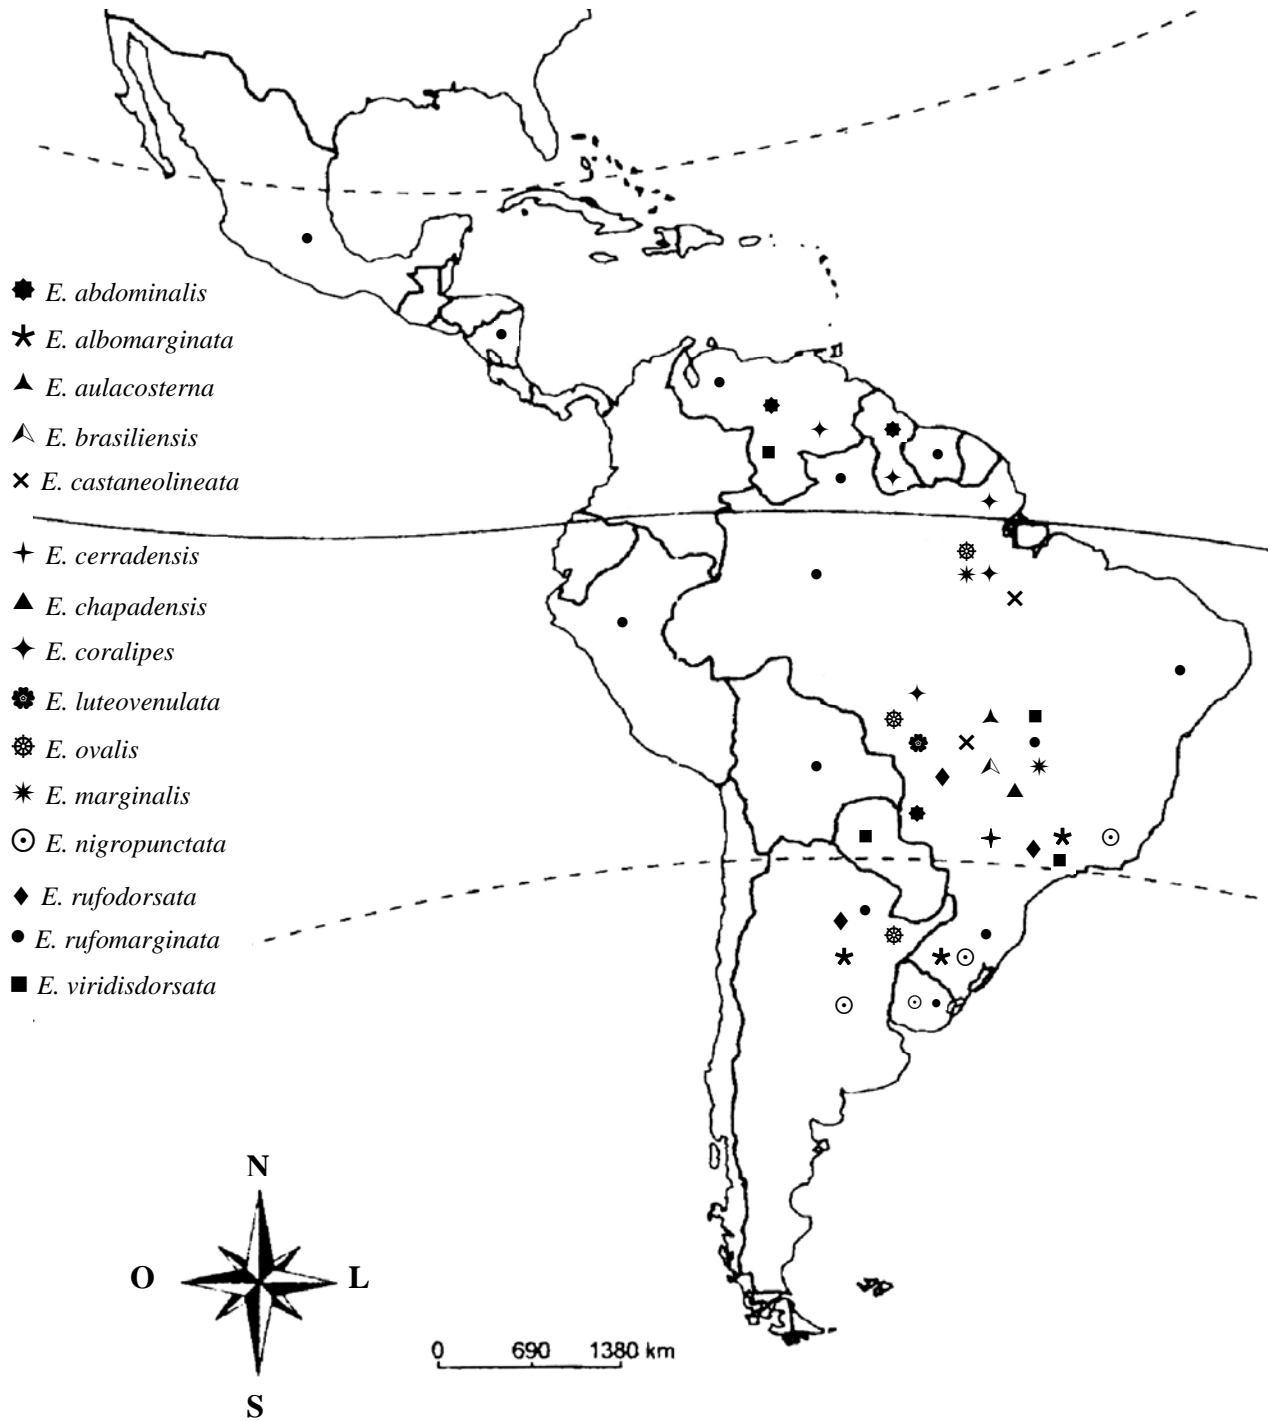 E. abdominalis
E. albomarginata
E. aulacosterna
E. brasiliensis
E. castaneolineata
E. cerradensis
E. chapadensis
E. coralipes
E. luteovenulata
E. ovalis
E. marginalis
E. nigropunctata
E. rufodorsata
E. rufomarginata
E. viridisdorsata
N
O L
S
0 690 1380 km